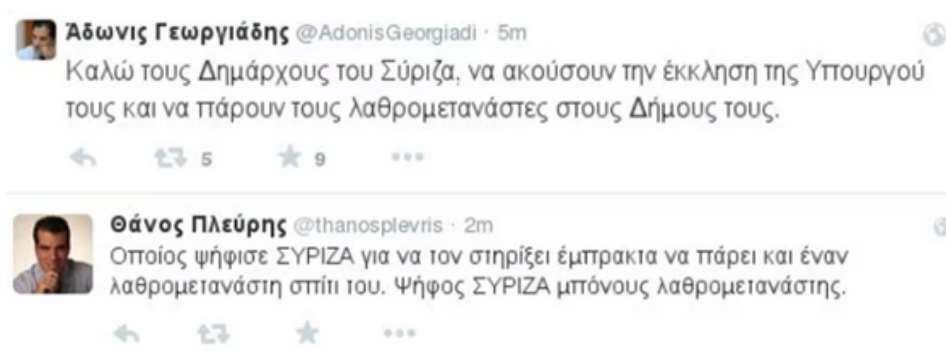 Άδωνις Γεωργιάδης @AdonisGeorgiadi · 5m
Καλώ τους Δημάρχους του Σύριζα, να ακούσουν την έκκληση της Υπουργού
τους και να πάρουν τους λαθρομετανάστες στους Δήμους τους.
5 9
Θάνος Πλεύρης @thanosplevris · 2m
Οποίος ψήφισε ΣΥΡΙΖΑ για να τον στηρίξει έμπρακτα να πάρει και έναν
λαθρομετανάστη σπίτι του. Ψήφος ΣΥΡΙΖΑ μπόνους λαθρομετανάστης.